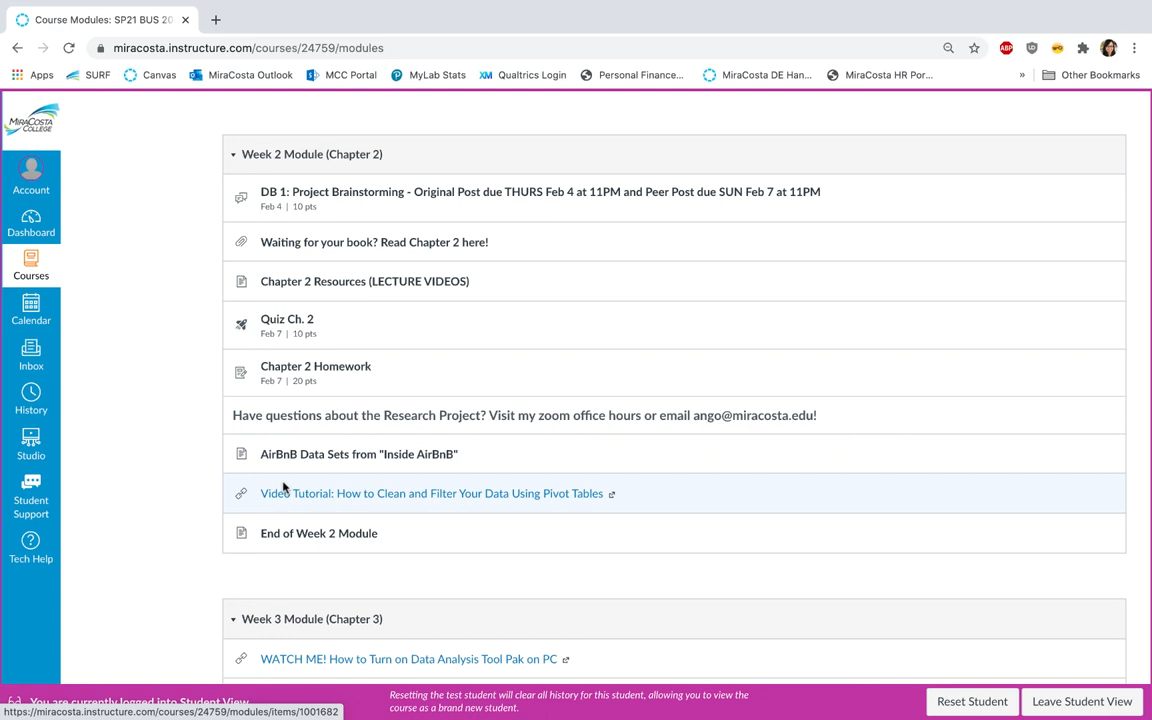 Course Modules: SP21 BUS 20
miracosta.instructure.com/courses/24759/modules
ABP
Apps
SURF
Canvas
MiraCosta Outlook
MCC Portal
MyLab Stats
XM Qualtrics Login
Personal Finance...
MiraCosta DE Han...
MiraCosta HR Por...
»
Other Bookmarks
MIRACOSTA
COLLEGE
Account
Dashboard
Courses
Calendar
Inbox
History
Studio
Student
Support
Tech Help
Week 2 Module (Chapter 2)
DB 1: Project Brainstorming - Original Post due THURS Feb 4 at 11PM and Peer Post due SUN Feb 7 at 11PM
Feb 4 | 10 pts
Waiting for your book? Read Chapter 2 here!
Chapter 2 Resources (LECTURE VIDEOS)
Quiz Ch. 2
Feb 7 | 10 pts
Chapter 2 Homework
Feb 7 | 20 pts
Have questions about the Research Project? Visit my zoom office hours or email ango@miracosta.edu!
AirBnB Data Sets from "Inside AirBnB"
Video Tutorial: How to Clean and Filter Your Data Using Pivot Tables
End of Week 2 Module
Week 3 Module (Chapter 3)
WATCH ME! How to Turn on Data Analysis Tool Pak on PC
You are currently logged into Student View
Resetting the test student will clear all history for this student, allowing you to view the
course as a brand new student.
Reset Student
Leave Student View
https://miracosta.instructure.com/courses/24759/modules/items/1001682